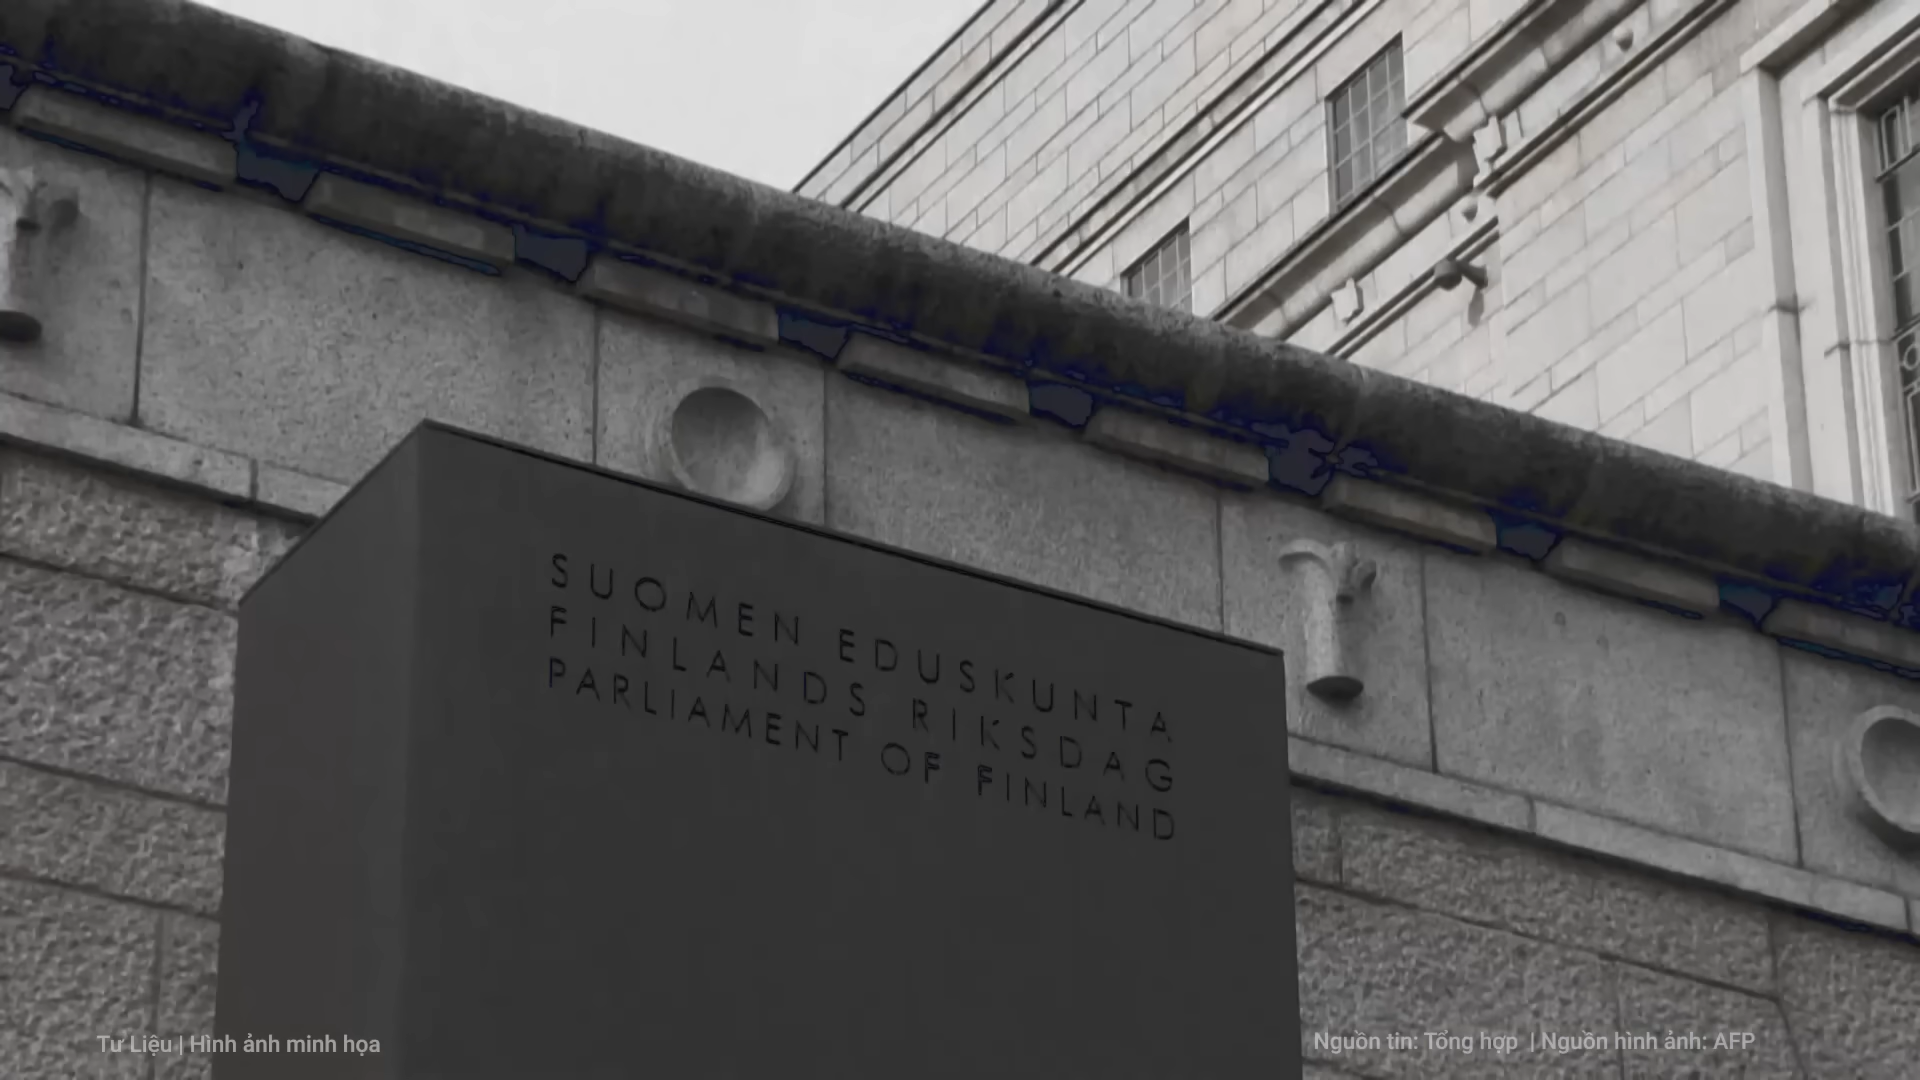 SUOMEN EDUSKUNTA
FINLANDS RIKSDAG
PARLIAMENT OF FINLAND
Tư Liệu | Hình ảnh minh họa
Nguồn tin: Tổng hợp | Nguồn hình ảnh: AFP